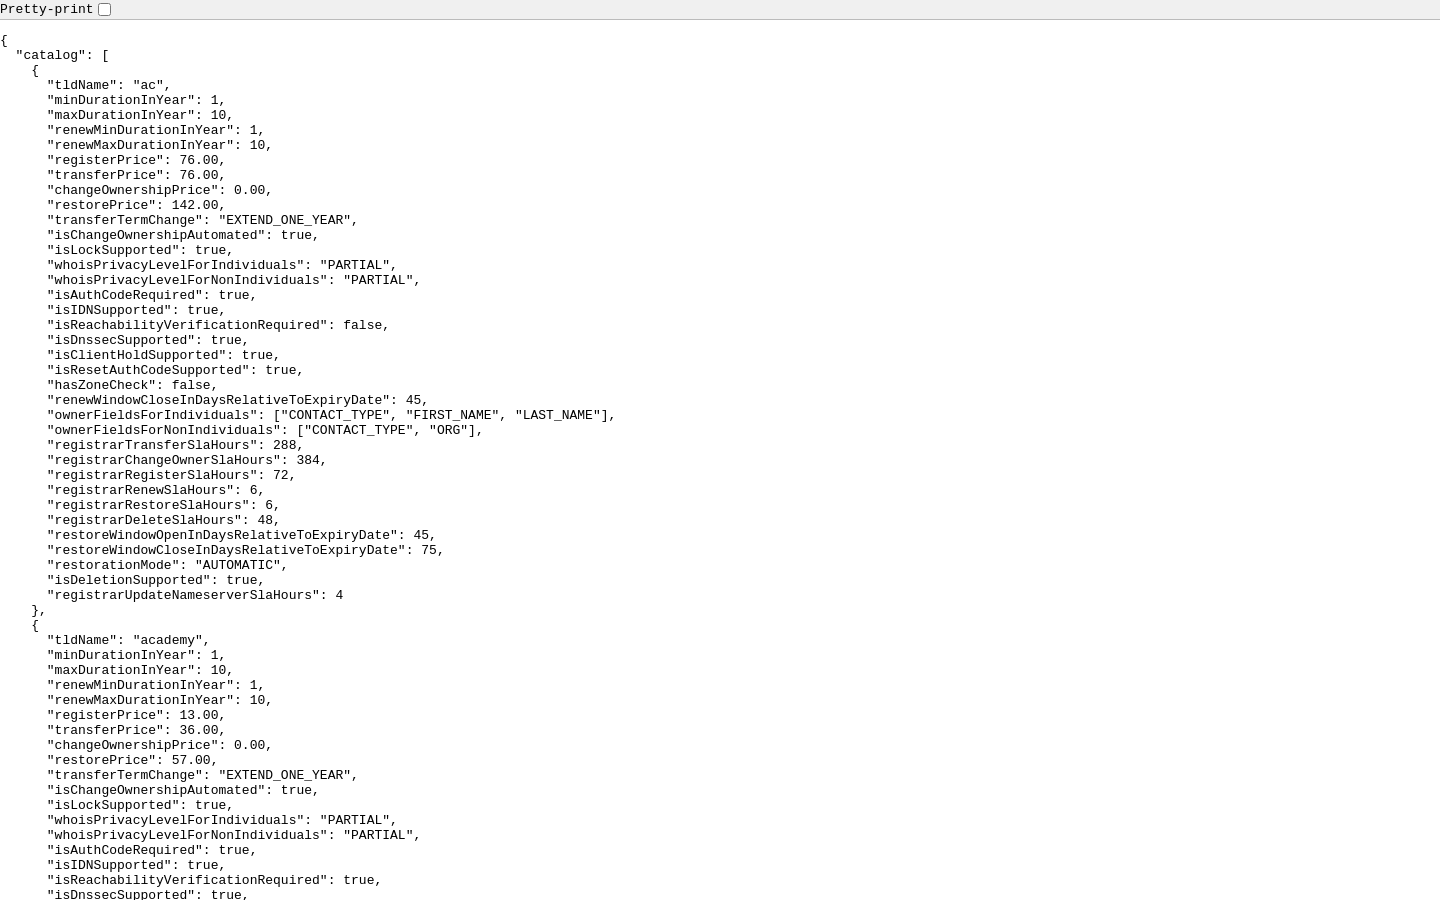 Pretty-print
{
  "catalog": [
    {
      "tldName": "ac",
      "minDurationInYear": 1,
      "maxDurationInYear": 10,
      "renewMinDurationInYear": 1,
      "renewMaxDurationInYear": 10,
      "registerPrice": 76.00,
      "transferPrice": 76.00,
      "changeOwnershipPrice": 0.00,
      "restorePrice": 142.00,
      "transferTermChange": "EXTEND_ONE_YEAR",
      "isChangeOwnershipAutomated": true,
      "isLockSupported": true,
      "whoisPrivacyLevelForIndividuals": "PARTIAL",
      "whoisPrivacyLevelForNonIndividuals": "PARTIAL",
      "isAuthCodeRequired": true,
      "isIDNSupported": true,
      "isReachabilityVerificationRequired": false,
      "isDnssecSupported": true,
      "isClientHoldSupported": true,
      "isResetAuthCodeSupported": true,
      "hasZoneCheck": false,
      "renewWindowCloseInDaysRelativeToExpiryDate": 45,
      "ownerFieldsForIndividuals": ["CONTACT_TYPE", "FIRST_NAME", "LAST_NAME"],
      "ownerFieldsForNonIndividuals": ["CONTACT_TYPE", "ORG"],
      "registrarTransferSlaHours": 288,
      "registrarChangeOwnerSlaHours": 384,
      "registrarRegisterSlaHours": 72,
      "registrarRenewSlaHours": 6,
      "registrarRestoreSlaHours": 6,
      "registrarDeleteSlaHours": 48,
      "restoreWindowOpenInDaysRelativeToExpiryDate": 45,
      "restoreWindowCloseInDaysRelativeToExpiryDate": 75,
      "restorationMode": "AUTOMATIC",
      "isDeletionSupported": true,
      "registrarUpdateNameserverSlaHours": 4
    },
    {
      "tldName": "academy",
      "minDurationInYear": 1,
      "maxDurationInYear": 10,
      "renewMinDurationInYear": 1,
      "renewMaxDurationInYear": 10,
      "registerPrice": 13.00,
      "transferPrice": 36.00,
      "changeOwnershipPrice": 0.00,
      "restorePrice": 57.00,
      "transferTermChange": "EXTEND_ONE_YEAR",
      "isChangeOwnershipAutomated": true,
      "isLockSupported": true,
      "whoisPrivacyLevelForIndividuals": "PARTIAL",
      "whoisPrivacyLevelForNonIndividuals": "PARTIAL",
      "isAuthCodeRequired": true,
      "isIDNSupported": true,
      "isReachabilityVerificationRequired": true,
      "isDnssecSupported": true,